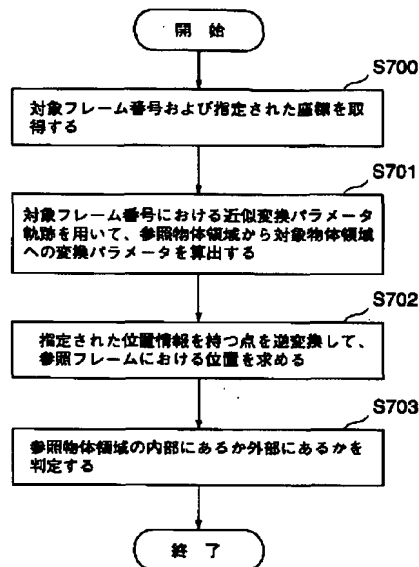 開 始
S700
対象フレーム番号および指定された座標を取
得する
S701
対象フレーム番号における近似変換パラメータ
軌跡を用いて、参照物体領域から対象物体領域
への変換パラメータを算出する
S702
指定された位置情報を持つ点を逆変換して、
参照フレームにおける位置を求める
S703
参照物体領域の内部にあるか外部にあるかを
判定する
終 了